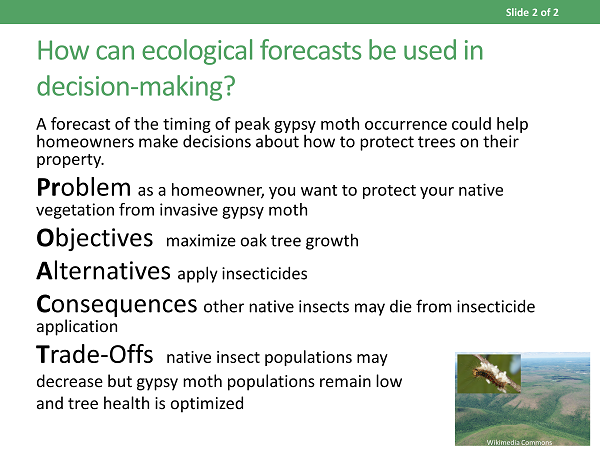 Slide 2 of 2
How can ecological forecasts be used in
decision-making?
A forecast of the timing of peak gypsy moth occurrence could help
homeowners make decisions about how to protect trees on their
property.
Problem as a homeowner, you want to protect your native
vegetation from invasive gypsy moth
Objectives maximize oak tree growth
Alternatives apply insecticides
Consequences other native insects may die from insecticide
application
Trade-Offs native insect populations may
decrease but gypsy moth populations remain low
and tree health is optimized
Wikimedia Commons